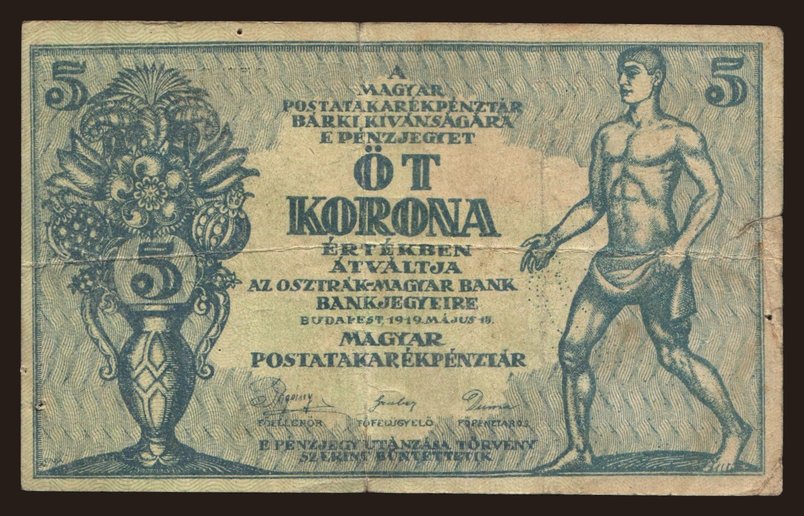 5
5
A
MAGYAR
POSTATAKARÉKPÉNZTÁR
BÁRKI KIVÁNSÁGÁRA
E PÉNZJEGYET
ÖT
KORONA
ÉRTÉKBEN
ÁTVÁLTJA
AZ OSZTRÁK-MAGYAR BANK
BANKJEGYEIRE
BUDAPEST, 1919. MÁJUS 15.
MAGYAR
POSTATAKARÉKPÉNZTÁR
5
FŐELLENŐR FŐFELÜGYELŐ FŐPÉNZTÁROS
E PÉNZJEGY UTÁNZÁSA TÖRVÉNY
SZERINT BÜNTETTETIK